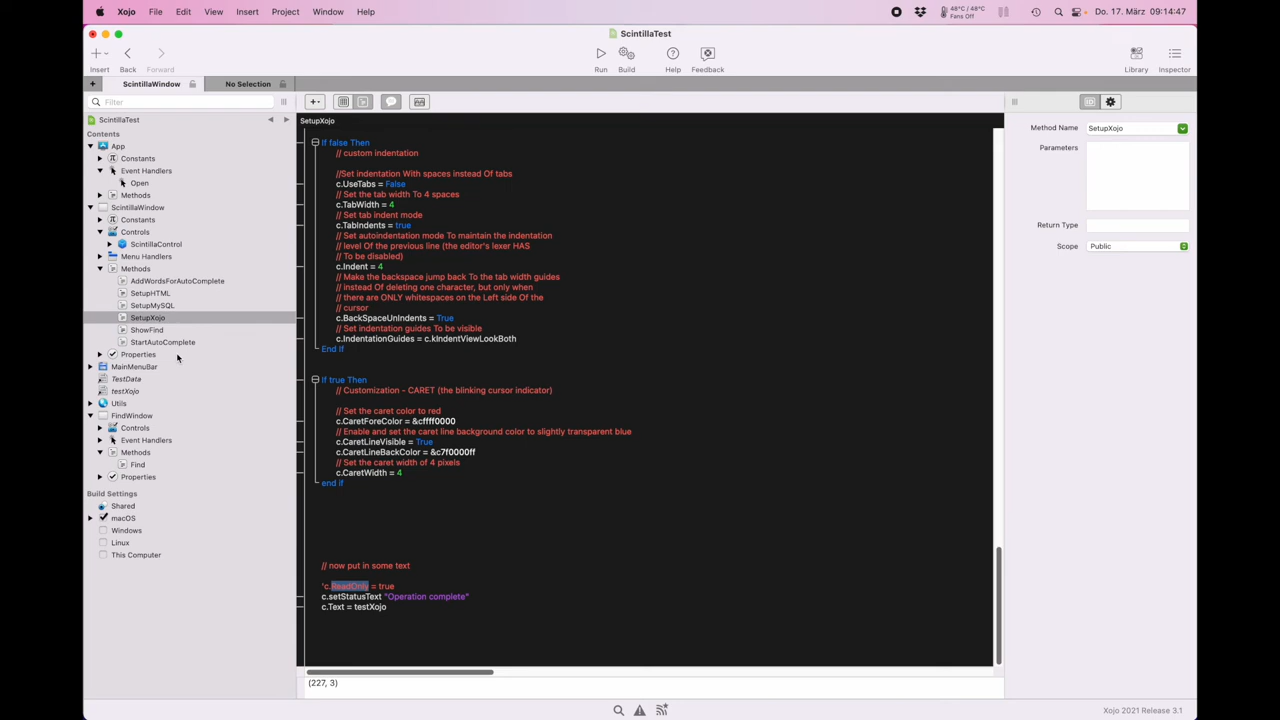 Xojo File Edit View Insert Project Window Help
48°C / 48°C
Fans Off
Do. 17. März 09:14:47
ScintillaTest
Insert Back Forward Run Build Help Feedback Library Inspector
ScintillaWindow
No Selection
Filter
ScintillaTest
Contents
App
Constants
Event Handlers
Open
Methods
ScintillaWindow
Constants
Controls
ScintillaControl
Menu Handlers
Methods
AddWordsForAutoComplete
SetupHTML
SetupMySQL
SetupXojo
ShowFind
StartAutoComplete
Properties
MainMenuBar
TestData
testXojo
Utils
FindWindow
Controls
Event Handlers
Methods
Find
Properties
Build Settings
Shared
macOS
Windows
Linux
This Computer
SetupXojo
If false Then
// custom indentation
//Set indentation With spaces instead Of tabs
c.UseTabs = False
// Set the tab width To 4 spaces
c.TabWidth = 4
// Set tab indent mode
c.TabIndents = true
// Set autoindentation mode To maintain the indentation
// level Of the previous line (the editor's lexer HAS
// To be disabled)
c.Indent = 4
// Make the backspace jump back To the tab width guides
// instead Of deleting one character, but only when
// there are ONLY whitespaces on the Left side Of the
// cursor
c.BackSpaceUnIndents = True
// Set indentation guides To be visible
c.IndentationGuides = c.kIndentViewLookBoth
End If
If true Then
// Customization - CARET (the blinking cursor indicator)
// Set the caret color to red
c.CaretForeColor = &cffff0000
// Enable and set the caret line background color to slightly transparent blue
c.CaretLineVisible = True
c.CaretLineBackColor = &c7f0000ff
// Set the caret width of 4 pixels
c.CaretWidth = 4
end if
// now put in some text
'c.ReadOnly = true
c.setStatusText "Operation complete"
c.Text = testXojo
(227, 3)
Method Name SetupXojo
Parameters
Return Type
Scope Public
Xojo 2021 Release 3.1